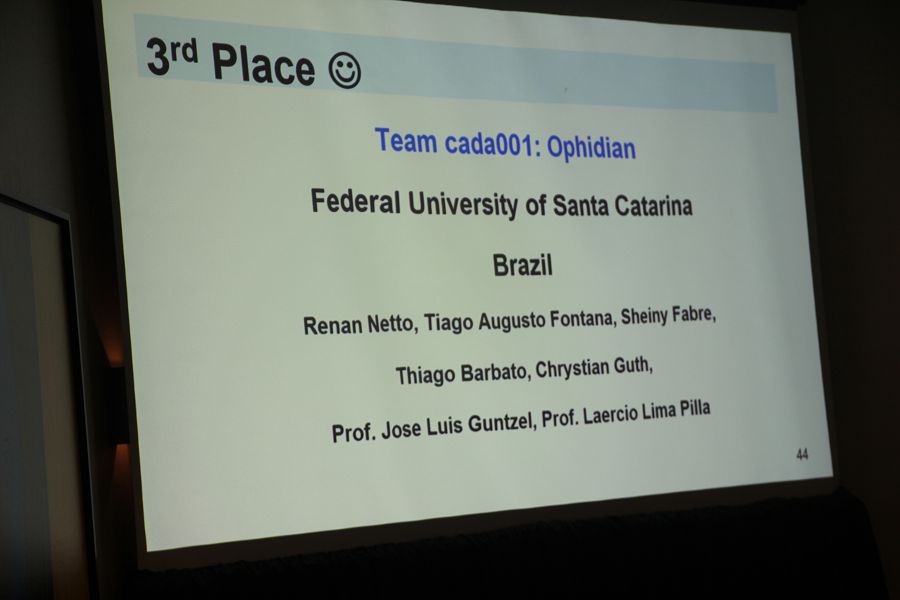 3rd Place ☺
Team cada001: Ophidian
Federal University of Santa Catarina
Brazil
Renan Netto, Tiago Augusto Fontana, Sheiny Fabre,
Thiago Barbato, Chrystian Guth,
Prof. Jose Luis Guntzel, Prof. Laercio Lima Pilla
44